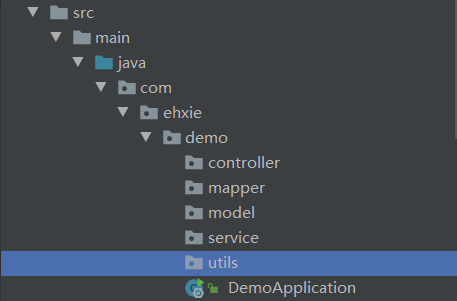 src
main
java
com
ehxie
demo
controller
mapper
model
service
utils
DemoApplication